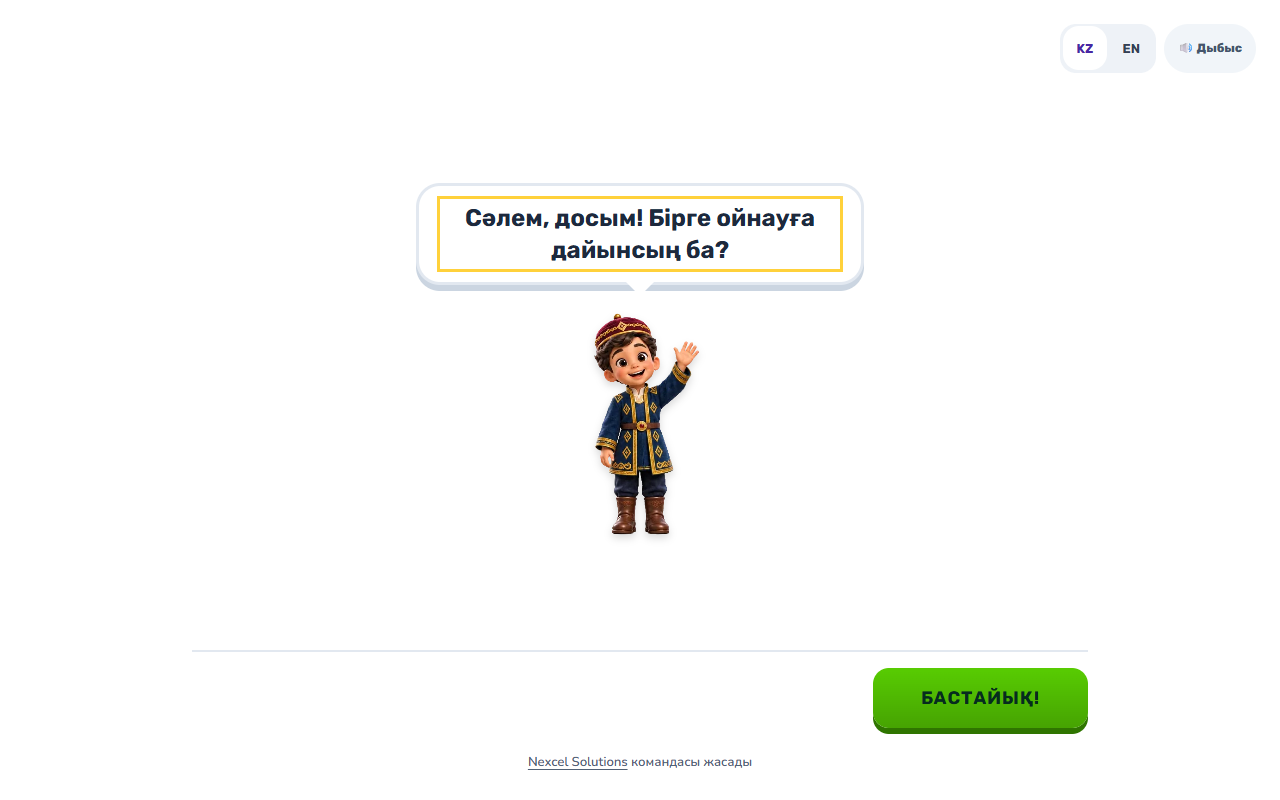 KZ EN Дыбыс
Сәлем, досым! Бірге ойнауға
дайынсың ба?
БАСТАЙЫҚ!
Nexcel Solutions командасы жасады